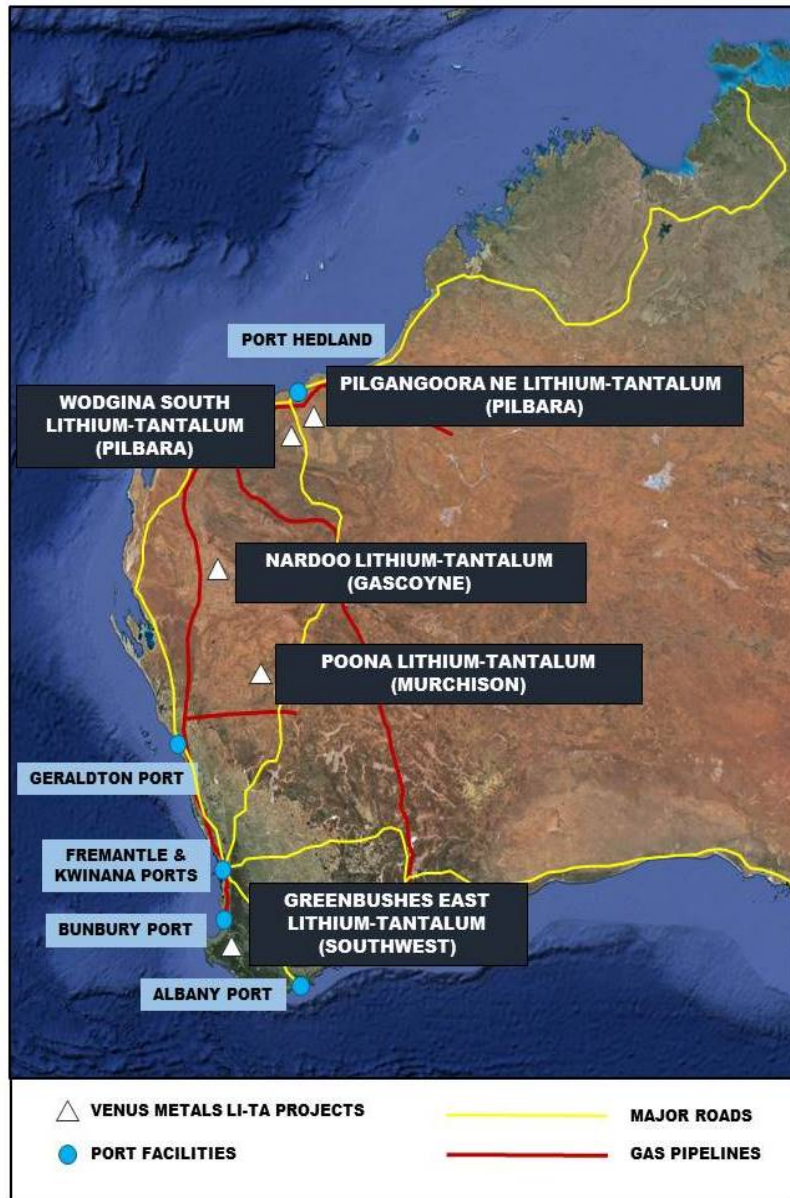 PORT HEDLAND
PILGANGOORA NE LITHIUM-TANTALUM
(PILBARA)
WODGINA SOUTH
LITHIUM-TANTALUM
(PILBARA)
NARDOO LITHIUM-TANTALUM
(GASCOYNE)
POONA LITHIUM-TANTALUM
(MURCHISON)
GERALDTON PORT
FREMANTLE &
KWINANA PORTS
GREENBUSHES EAST
LITHIUM-TANTALUM
(SOUTHWEST)
BUNBURY PORT
ALBANY PORT
VENUS METALS LI-TA PROJECTS
MAJOR ROADS
PORT FACILITIES
GAS PIPELINES